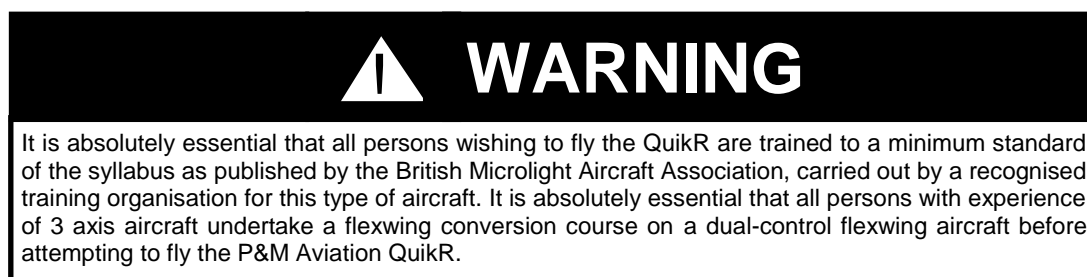 WARNING
It is absolutely essential that all persons wishing to fly the QuikR are trained to a minimum standard
of the syllabus as published by the British Microlight Aircraft Association, carried out by a recognised
training organisation for this type of aircraft. It is absolutely essential that all persons with experience
of 3 axis aircraft undertake a flexwing conversion course on a dual-control flexwing aircraft before
attempting to fly the P&M Aviation QuikR.